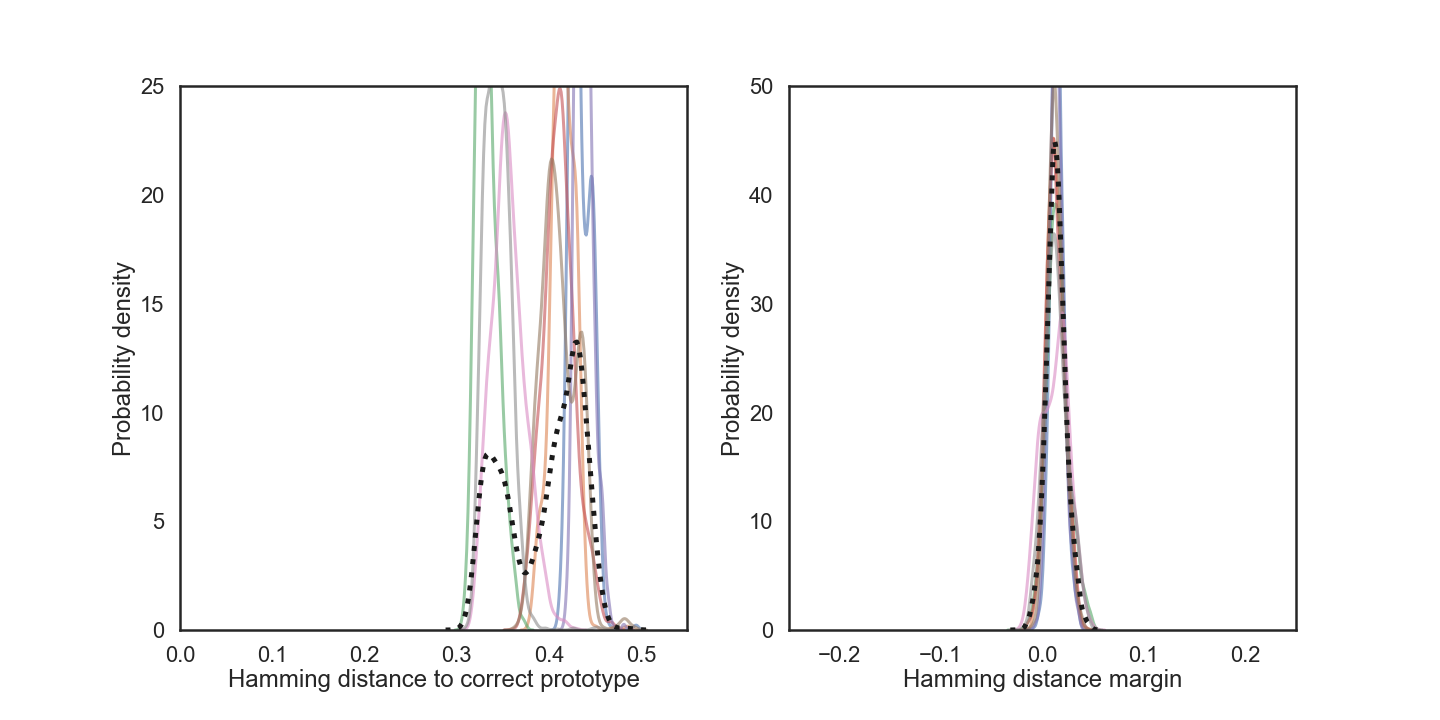 25
20
15
10
5
0
Probability density
0.0 0.1 0.2 0.3 0.4 0.5
Hamming distance to correct prototype
50
40
30
20
10
0
Probability density
−0.2 −0.1 0.0 0.1 0.2
Hamming distance margin